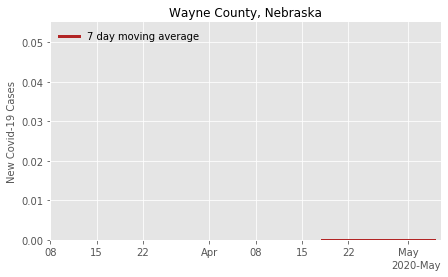 Wayne County, Nebraska
7 day moving average
New Covid-19 Cases
0.05
0.04
0.03
0.02
0.01
0.00
08 15 22 Apr 08 15 22 May
2020-May